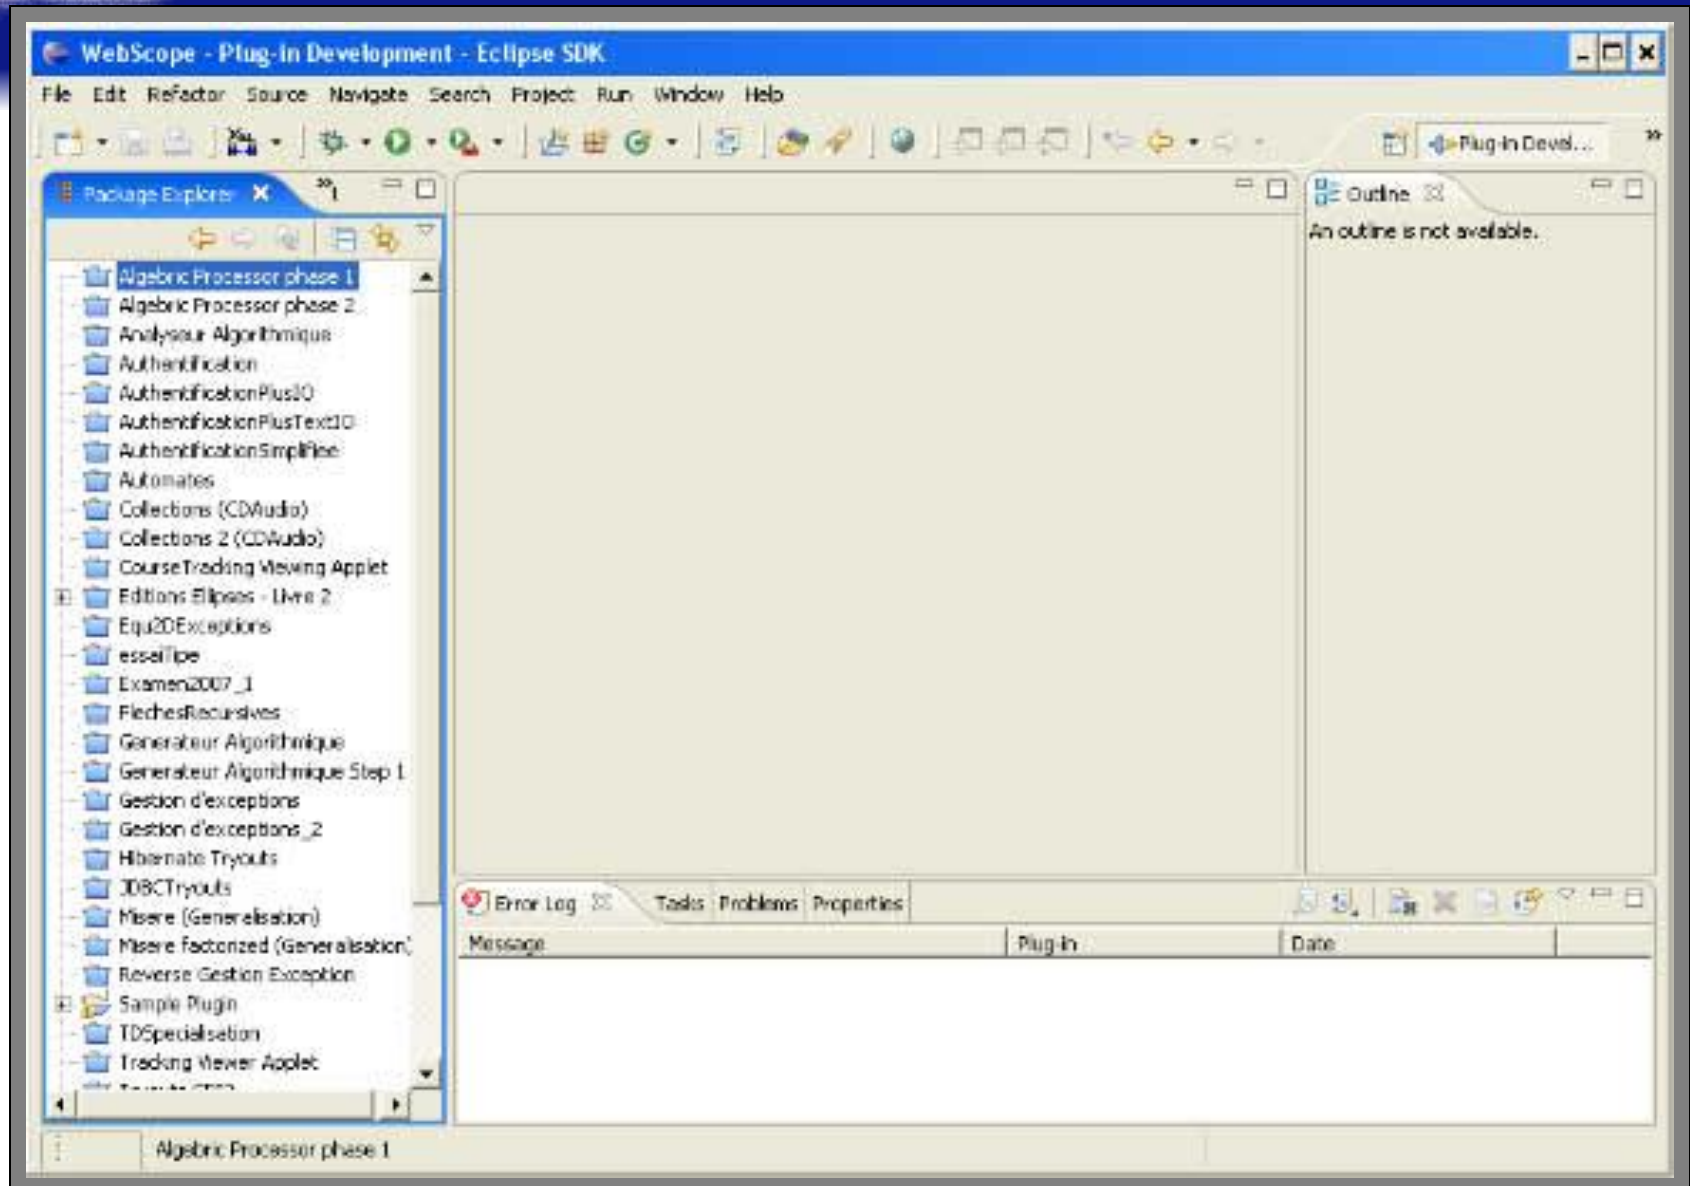 WebScope - Plug-in Development - Eclipse SDK
File Edit Refactor Source Navigate Search Project Run Window Help
Plug-in Devel...
Package Explorer
1
Outline
An outline is not available.
Algebric Processor phase 1
Algebric Processor phase 2
Analyseur Algorithmique
Authentification
AuthentificationPlusIO
AuthentificationPlusTextIO
AuthentificationSimplifiee
Automates
Collections (CDAudio)
Collections 2 (CDAudio)
CourseTracking Viewing Applet
Editions Ellipses - Livre 2
Equ2DExceptions
essaiTipe
Examen2007_1
FlechesRecursives
Generateur Algorithmique
Generateur Algorithmique Step 1
Gestion d'exceptions
Gestion d'exceptions_2
Hibernate Tryouts
JDBCTryouts
Misere (Generalisation)
Misere factorized (Generalisation)
Reverse Gestion Exception
Sample Plugin
TDSpecialisation
Tracking Viewer Applet
Error Log Tasks Problems Properties
Message Plug-in Date
Algebric Processor phase 1